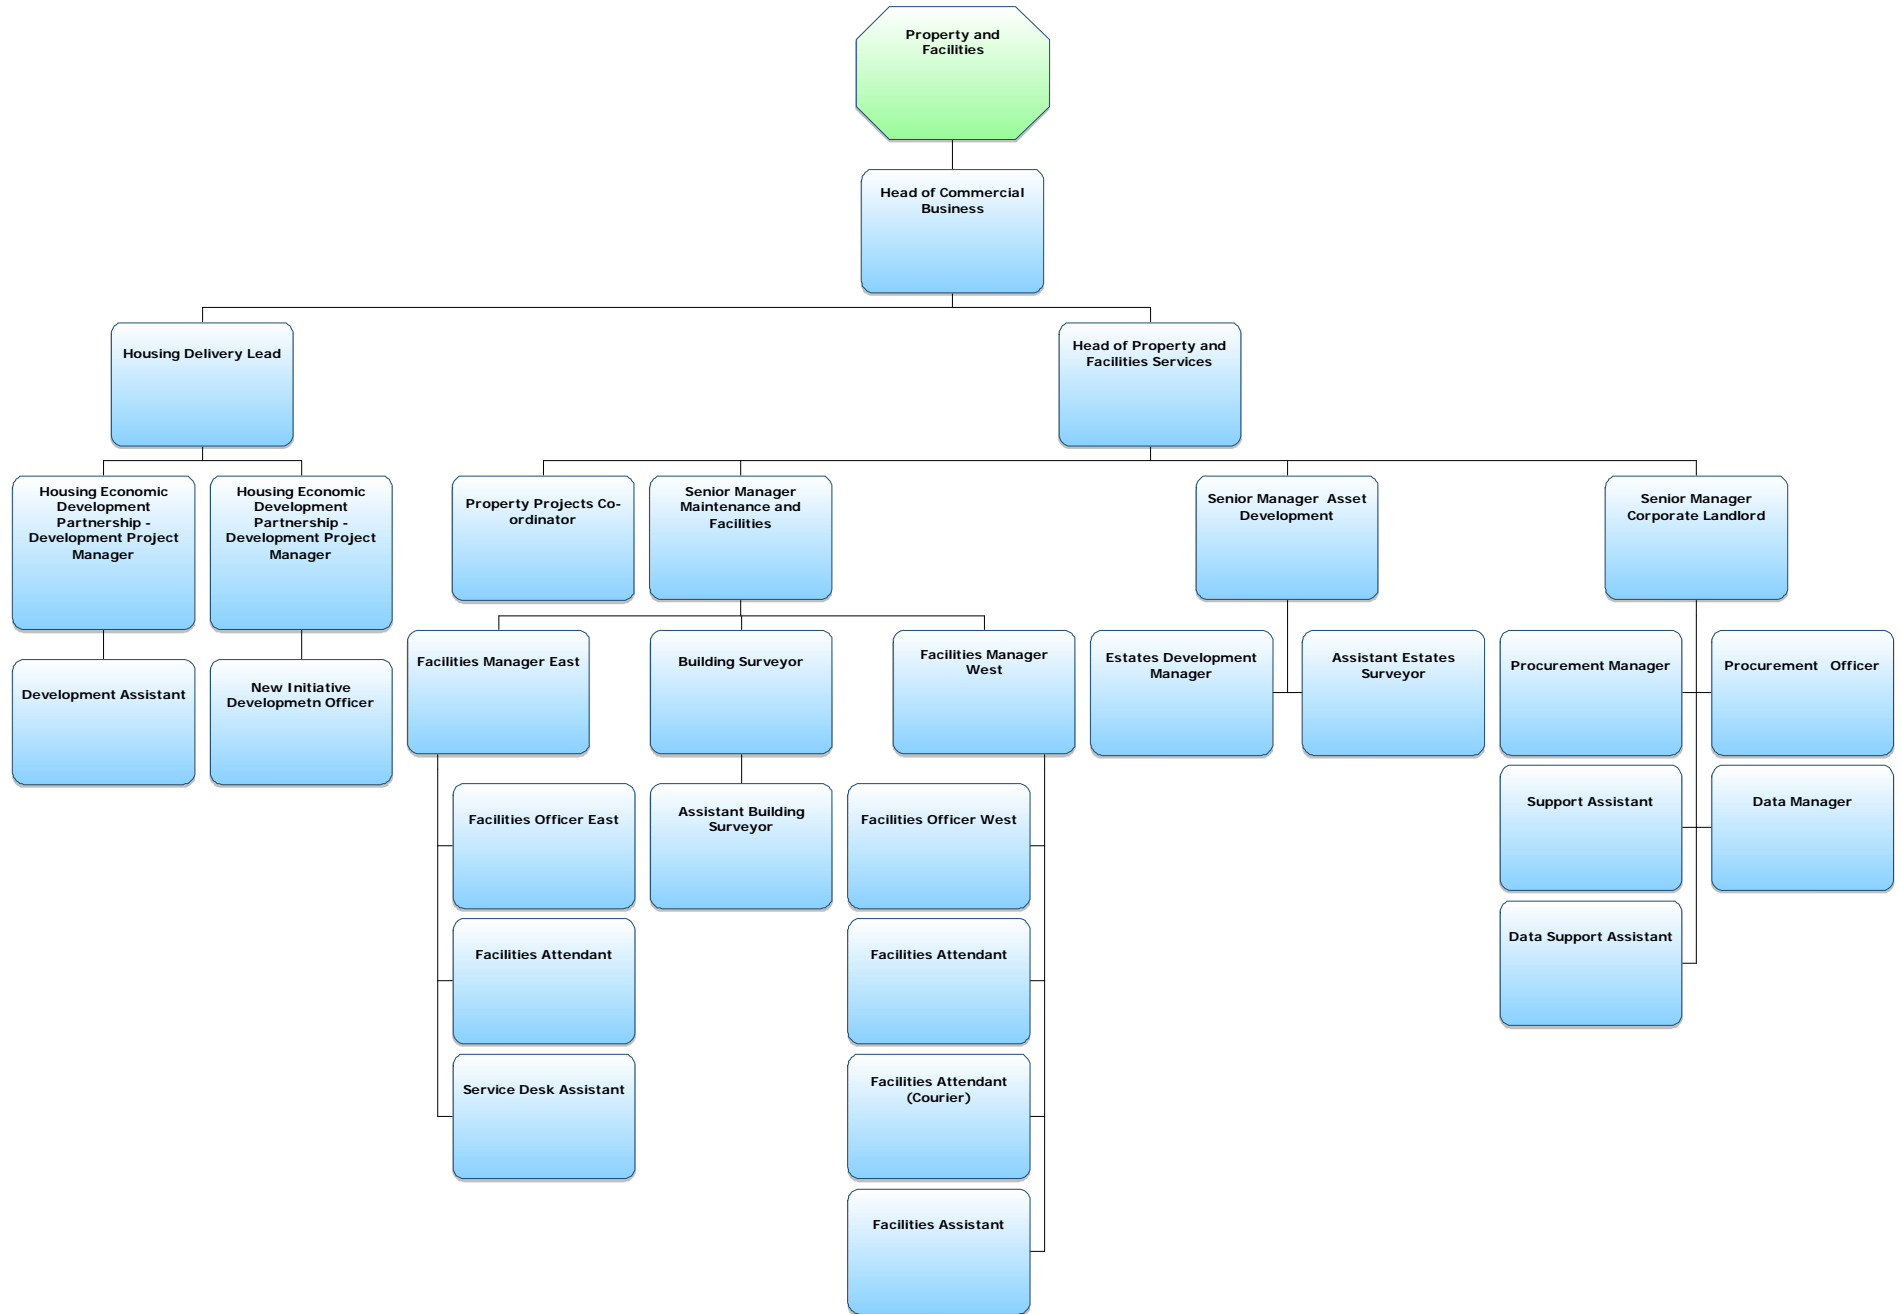 Property and
Facilities
Head of Commercial
Business
Housing Delivery Lead
Head of Property and
Facilities Services
Housing Economic
Development
Partnership -
Development Project
Manager
Housing Economic
Development
Partnership -
Development Project
Manager
Property Projects Co-
ordinator
Senior Manager
Maintenance and
Facilities
Senior Manager  Asset
Development
Senior Manager
Corporate Landlord
Development Assistant
New Initiative
Developmetn Officer
Facilities Manager East
Building Surveyor
Facilities Manager
West
Estates Development
Manager
Assistant Estates
Surveyor
Procurement Manager
Procurement  Officer
Facilities Officer East
Assistant Building
Surveyor
Facilities Officer West
Support Assistant
Data Manager
Facilities Attendant
Facilities Attendant
Data Support Assistant
Service Desk Assistant
Facilities Attendant
(Courier)
Facilities Assistant